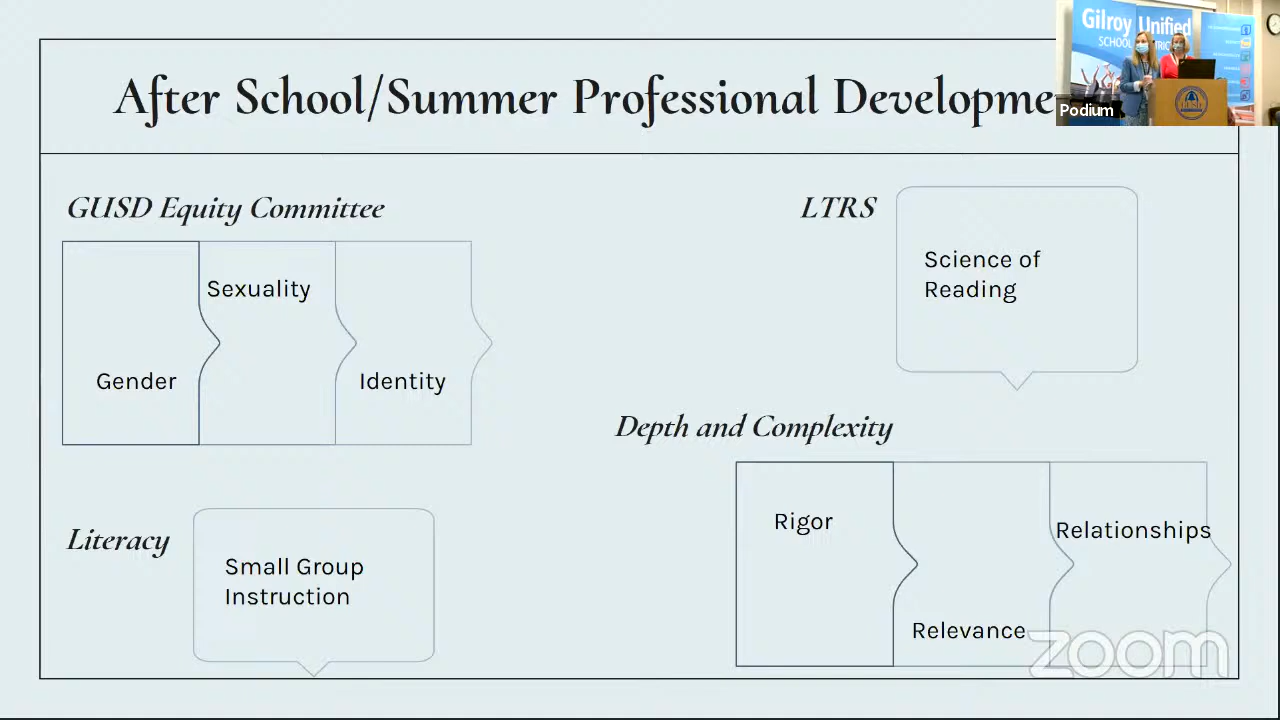 After School/Summer Professional Developme
Gilroy Unified
SCHOOL
Podium
GUSD Equity Committee
Gender
Sexuality
Identity
LTRS
Science of
Reading
Depth and Complexity
Rigor
Relevance
Relationships
Literacy
Small Group
Instruction
zoom